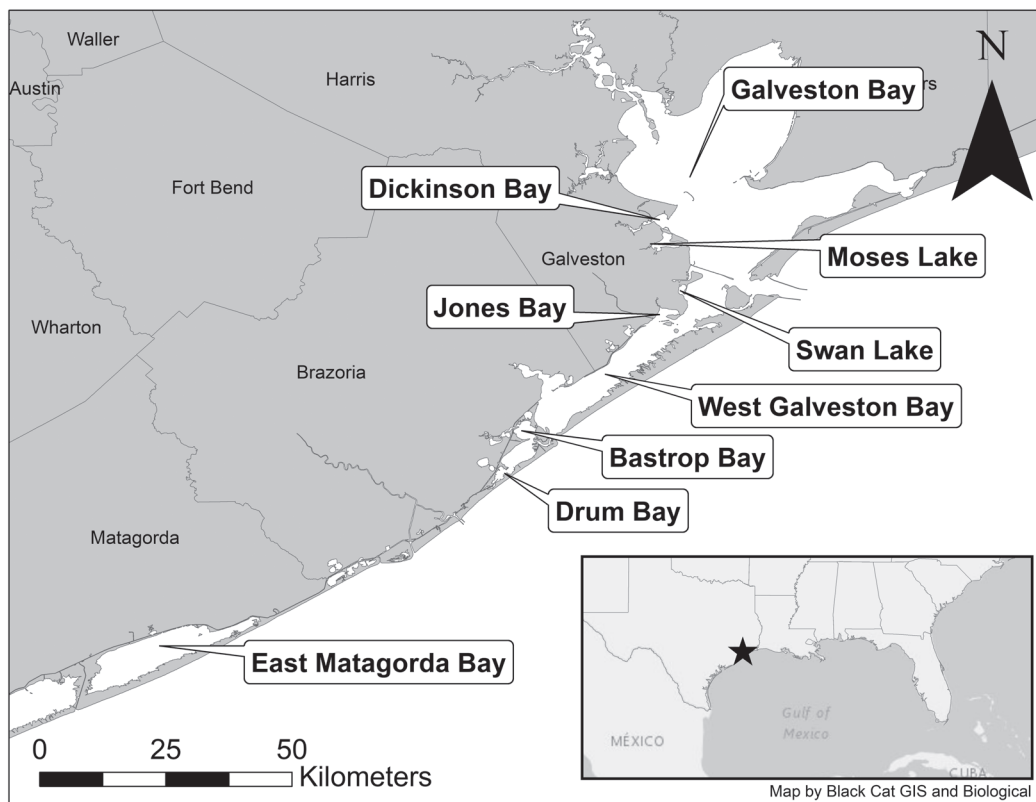 Waller
N
Austin
Harris
Galveston Bay
rs
Fort Bend
Dickinson Bay
Moses Lake
Galveston
Jones Bay
Wharton
Swan Lake
Brazoria
West Galveston Bay
Bastrop Bay
Drum Bay
Matagorda
East Matagorda Bay
Gulf of
Mexico
MÉXICO
CUBA
0 25 50
Kilometers
Map by Black Cat GIS and Biological